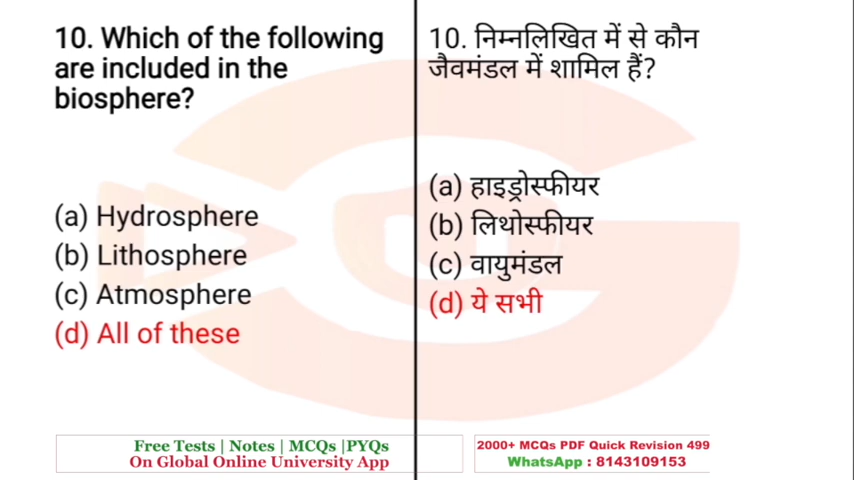 10. Which of the following
are included in the
biosphere?
(a) Hydrosphere
(b) Lithosphere
(c) Atmosphere
(d) All of these
10. निम्नलिखित में से कौन
जैवमंडल में शामिल हैं?
(a) हाइड्रोस्फीयर
(b) लिथोस्फीयर
(c) वायुमंडल
(d) ये सभी
Free Tests | Notes | MCQs |PYQs
On Global Online University App
2000+ MCQs PDF Quick Revision 499
WhatsApp : 8143109153